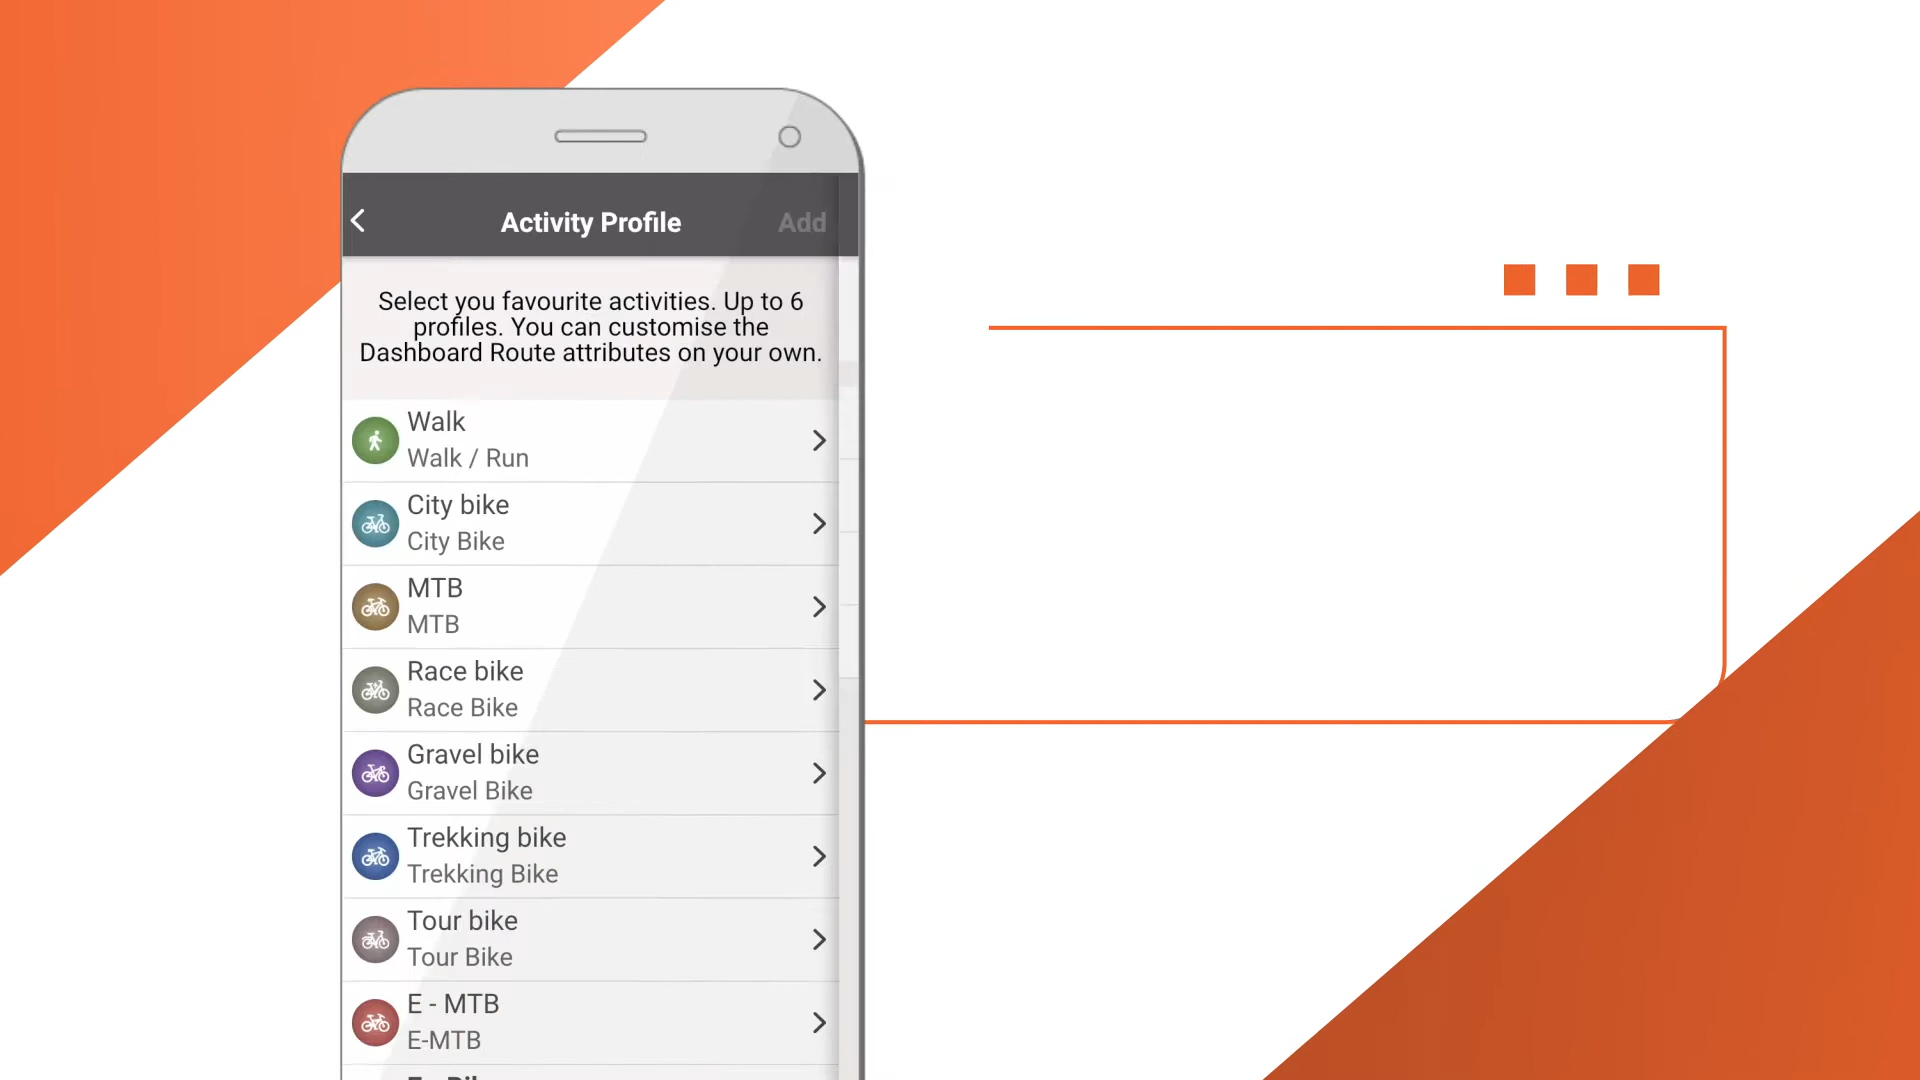 Activity Profile
Add
Select you favourite activities. Up to 6
profiles. You can customise the
Dashboard Route attributes on your own.
Walk
Walk / Run
City bike
City Bike
MTB
MTB
Race bike
Race Bike
Gravel bike
Gravel Bike
Trekking bike
Trekking Bike
Tour bike
Tour Bike
E - MTB
E-MTB